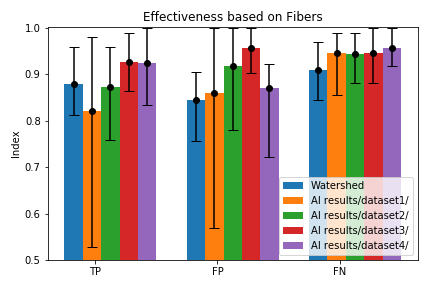 Effectiveness based on Fibers
Index
1.0
0.9
0.8
0.7
0.6
0.5
TP
FP
FN
Watershed
AI results/dataset1/
AI results/dataset2/
AI results/dataset3/
AI results/dataset4/